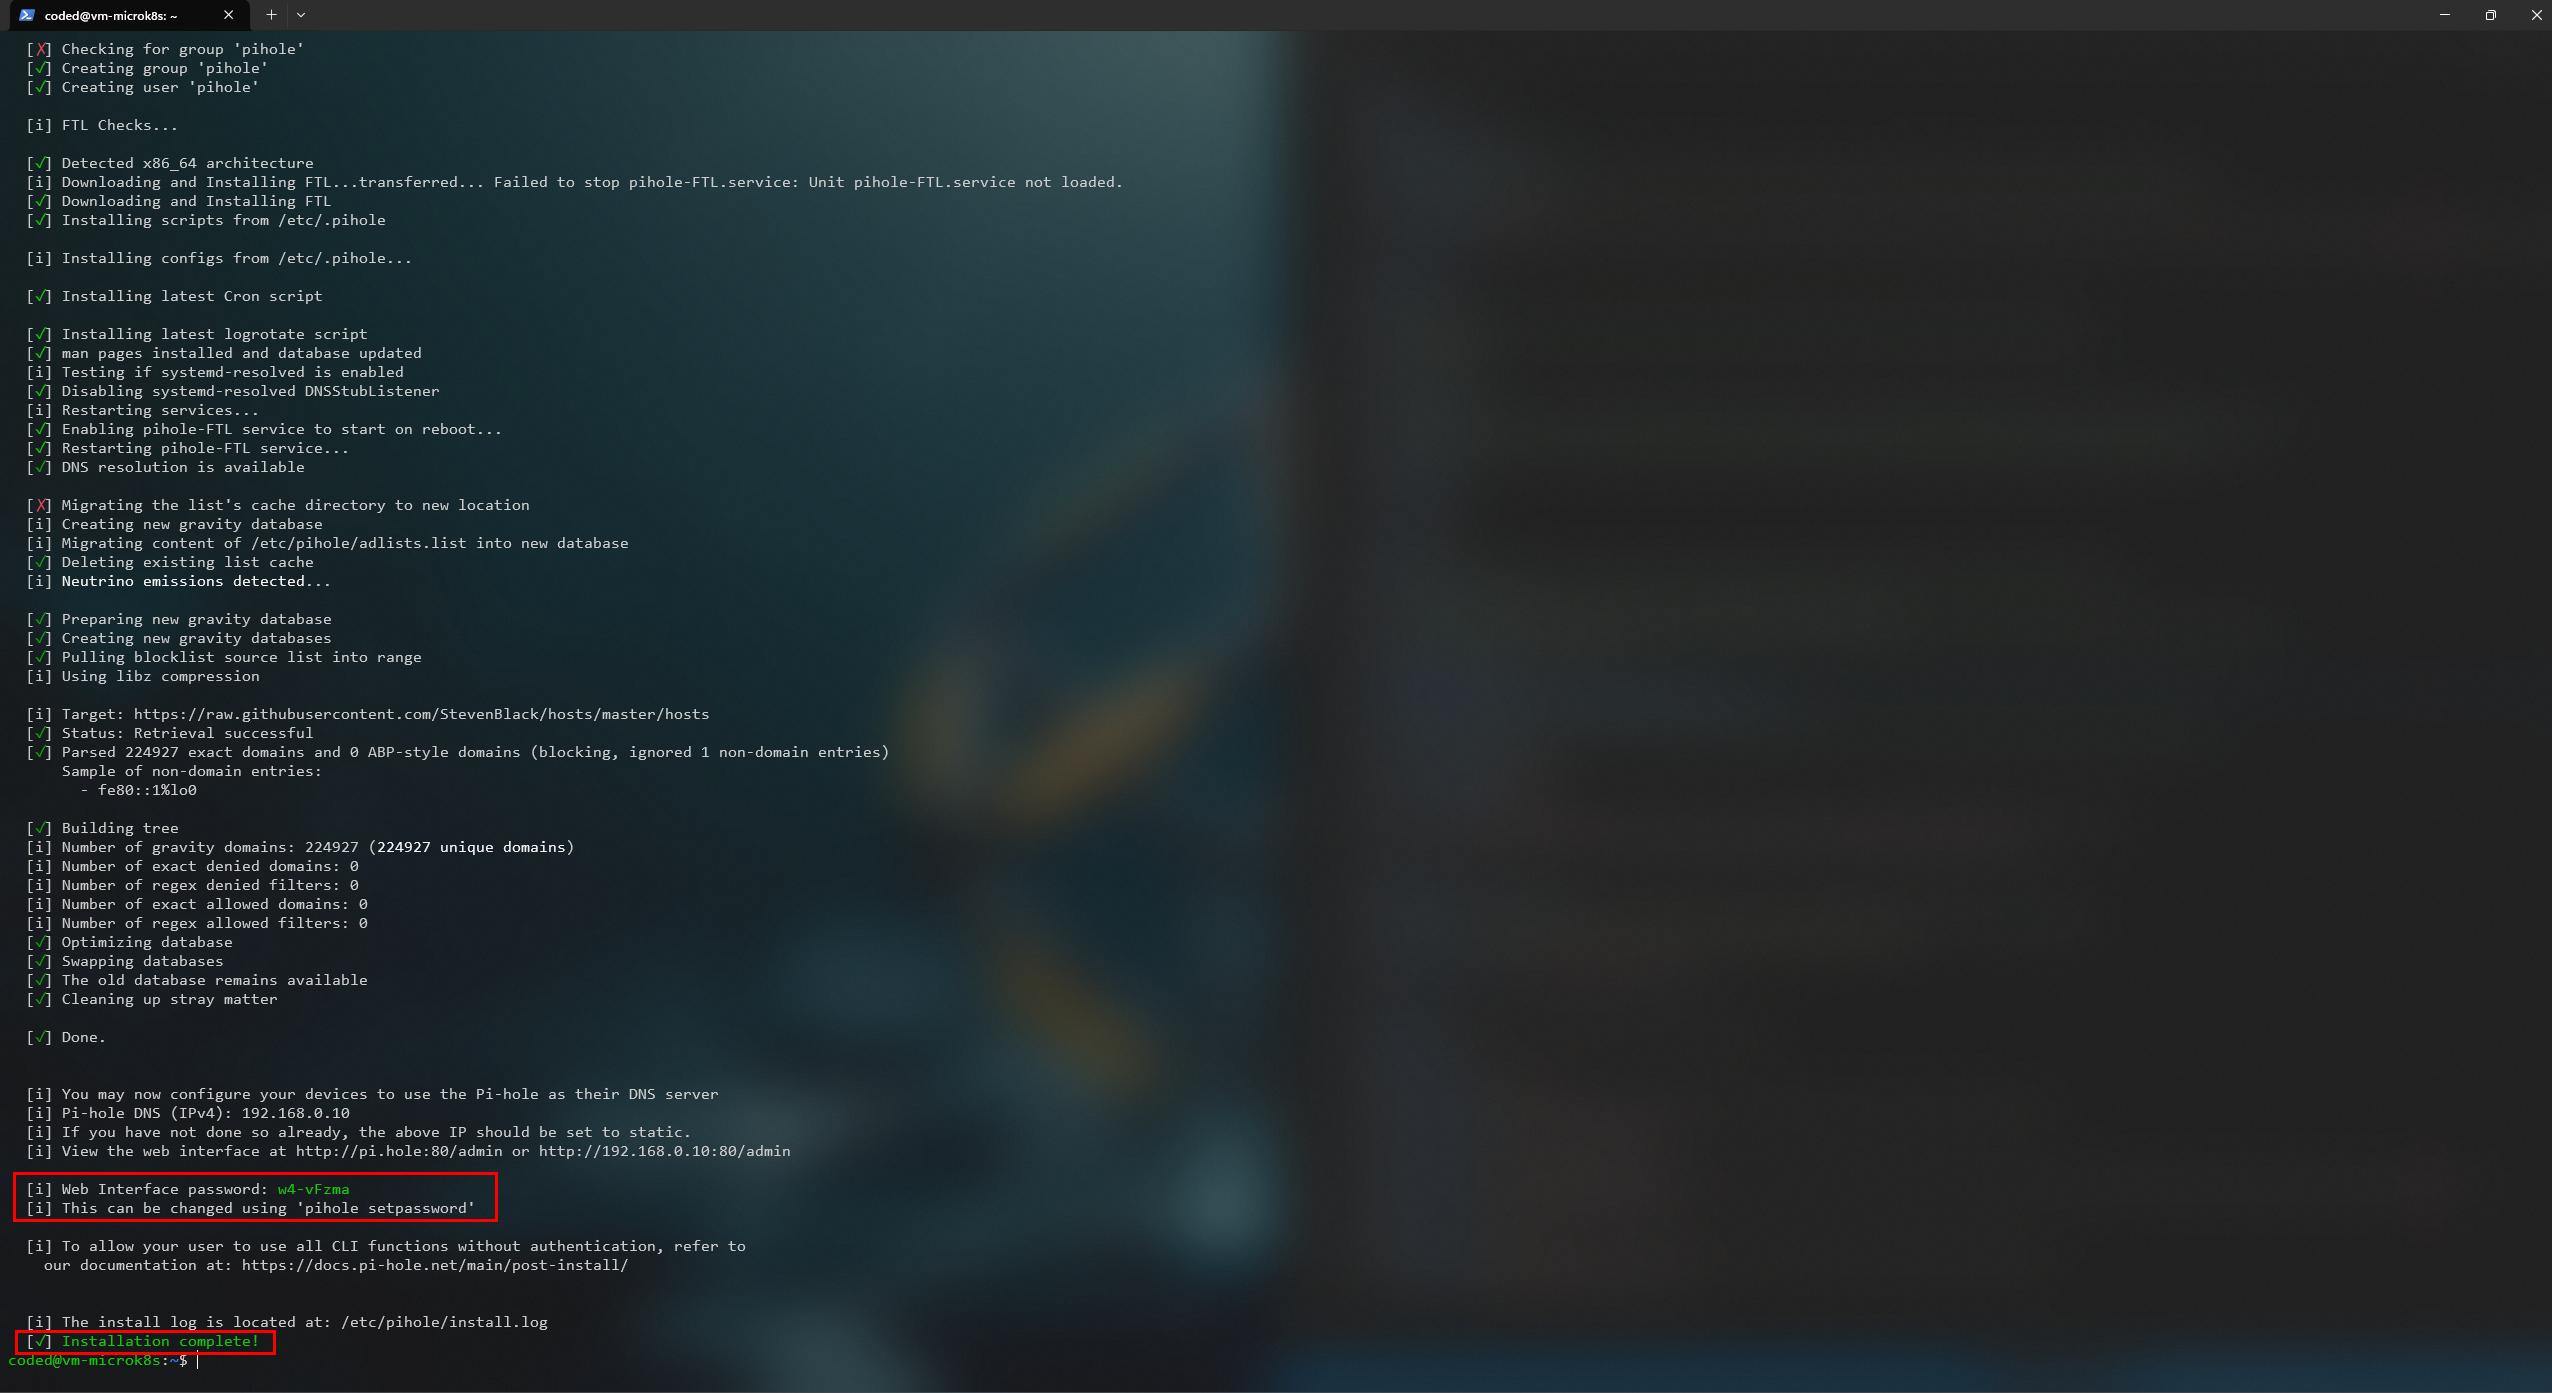 coded@vm-microk8s: ~
[✗] Checking for group 'pihole'
[✓] Creating group 'pihole'
[✓] Creating user 'pihole'
[i] FTL Checks...
[✓] Detected x86_64 architecture
[i] Downloading and Installing FTL...transferred... Failed to stop pihole-FTL.service: Unit pihole-FTL.service not loaded.
[✓] Downloading and Installing FTL
[✓] Installing scripts from /etc/.pihole
[i] Installing configs from /etc/.pihole...
[✓] Installing latest Cron script
[✓] Installing latest logrotate script
[✓] man pages installed and database updated
[i] Testing if systemd-resolved is enabled
[✓] Disabling systemd-resolved DNSStubListener
[i] Restarting services...
[✓] Enabling pihole-FTL service to start on reboot...
[✓] Restarting pihole-FTL service...
[✓] DNS resolution is available
[✗] Migrating the list's cache directory to new location
[i] Creating new gravity database
[i] Migrating content of /etc/pihole/adlists.list into new database
[✓] Deleting existing list cache
[i] Neutrino emissions detected...
[✓] Preparing new gravity database
[✓] Creating new gravity databases
[✓] Pulling blocklist source list into range
[i] Using libz compression
[i] Target: https://raw.githubusercontent.com/StevenBlack/hosts/master/hosts
[✓] Status: Retrieval successful
[✓] Parsed 224927 exact domains and 0 ABP-style domains (blocking, ignored 1 non-domain entries)
Sample of non-domain entries:
- fe80::1%lo0
[✓] Building tree
[i] Number of gravity domains: 224927 (224927 unique domains)
[i] Number of exact denied domains: 0
[i] Number of regex denied filters: 0
[i] Number of exact allowed domains: 0
[i] Number of regex allowed filters: 0
[✓] Optimizing database
[✓] Swapping databases
[✓] The old database remains available
[✓] Cleaning up stray matter
[✓] Done.
[i] You may now configure your devices to use the Pi-hole as their DNS server
[i] Pi-hole DNS (IPv4): 192.168.0.10
[i] If you have not done so already, the above IP should be set to static.
[i] View the web interface at http://pi.hole:80/admin or http://192.168.0.10:80/admin
[i] Web Interface password: w4-vFzma
[i] This can be changed using 'pihole setpassword'
[i] To allow your user to use all CLI functions without authentication, refer to
our documentation at: https://docs.pi-hole.net/main/post-install/
[i] The install log is located at: /etc/pihole/install.log
[✓] Installation complete!
coded@vm-microk8s:~$